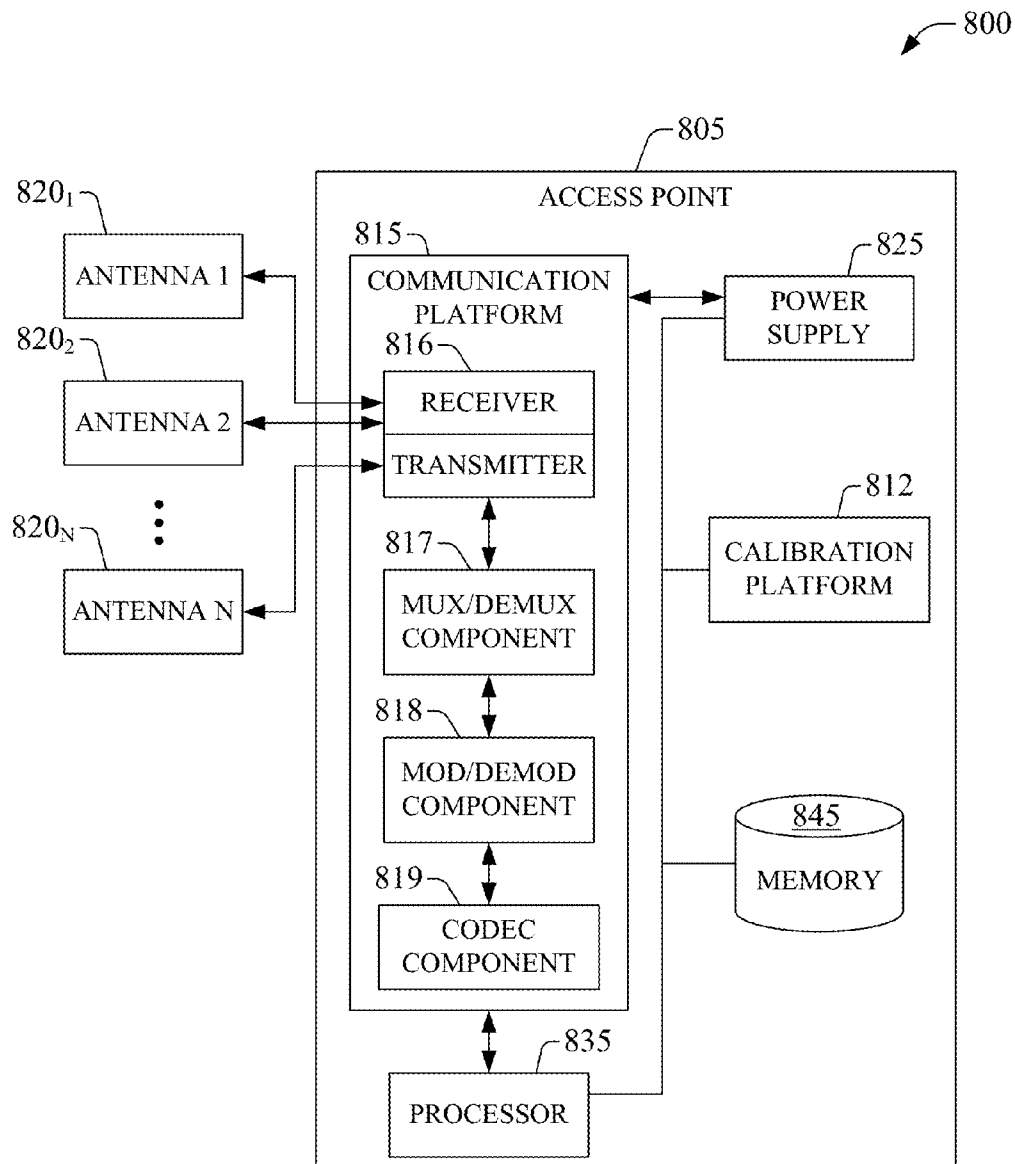 800
805
ACCESS POINT
820₁
ANTENNA 1
815
COMMUNICATION
PLATFORM
825
POWER
SUPPLY
820₂
ANTENNA 2
816
RECEIVER
TRANSMITTER
812
CALIBRATION
PLATFORM
820N
ANTENNA N
817
MUX/DEMUX
COMPONENT
818
MOD/DEMOD
COMPONENT
845
MEMORY
819
CODEC
COMPONENT
835
PROCESSOR